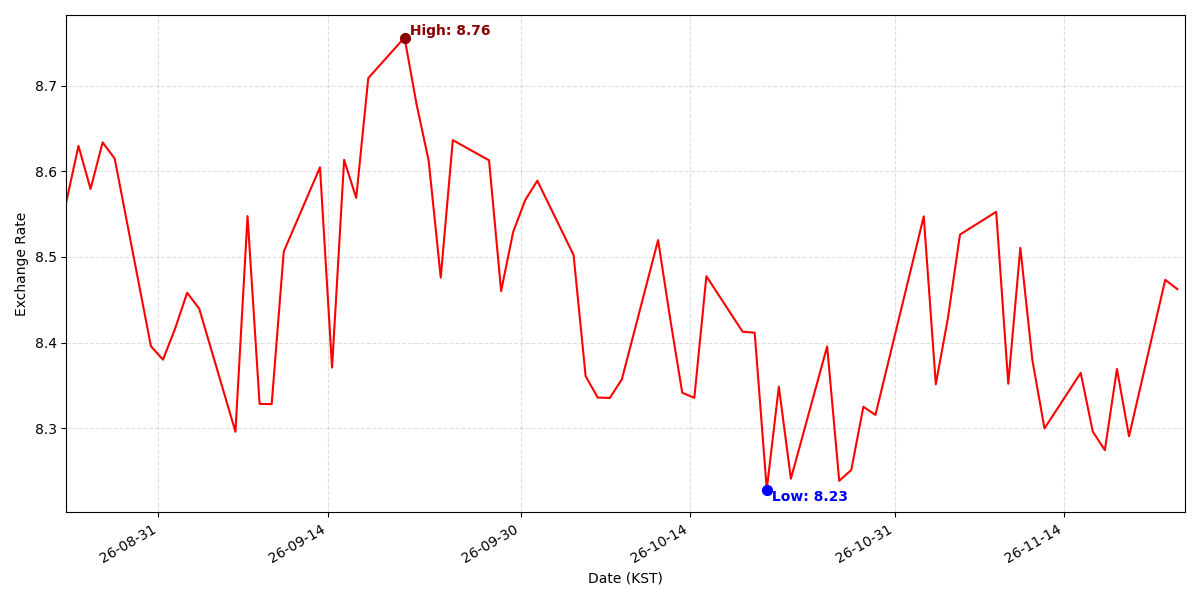 High: 8.76
8.7
8.6
8.5
8.4
8.3
Exchange Rate
Low: 8.23
26-08-31
26-09-14
26-09-30
26-10-14
26-10-31
26-11-14
Date (KST)